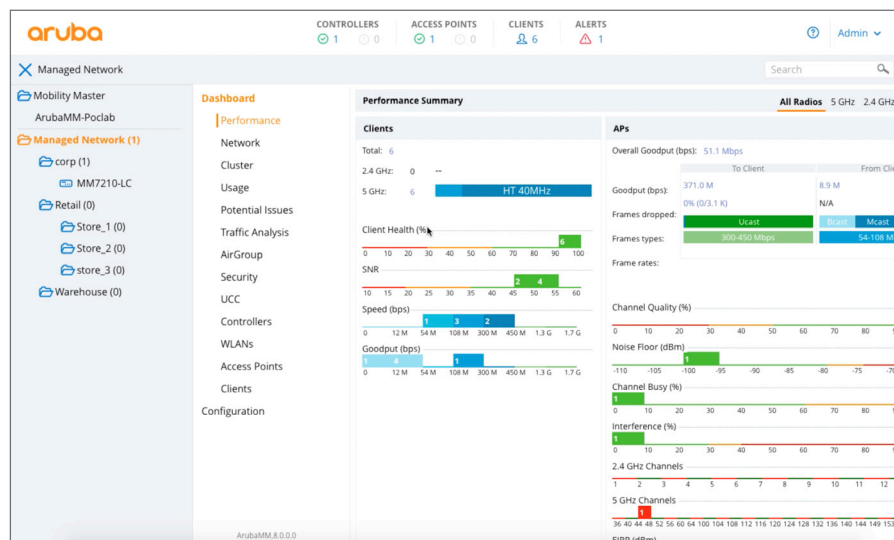 aruba
CONTROLLERS ACCESS POINTS CLIENTS ALERTS
1 0 1 0 6 1
Admin
Managed Network
Search
Mobility Master
ArubaMM-Poclab
Managed Network (1)
corp (1)
MM7210-LC
Retail (0)
Store_1 (0)
Store_2 (0)
store_3 (0)
Warehouse (0)
Dashboard
Performance
Network
Cluster
Usage
Potential Issues
Traffic Analysis
AirGroup
Security
UCC
Controllers
WLANs
Access Points
Clients
Configuration
ArubaMM,8.0.0.0
Performance Summary
All Radios 5 GHz 2.4 GHz
Clients
Total: 6
2.4 GHz: 0 --
5 GHz: 6 HT 40MHz
Client Health (%)
6
0 10 20 30 40 50 60 70 80 90 100
SNR
2 4
10 15 20 25 35 40 45 50 55 60
Speed (bps)
1 3 2
0 12 M 54 M 108 M 300 M 450 M 1.3 G 1.7 G
Goodput (bps)
1 4 1
0 12 M 54 M 108 M 300 M 450 M 1.3 G 1.7 G
APs
Overall Goodput (bps): 51.1 Mbps
To Client From Clie
Goodput (bps): 371.0 M 8.9 M
Frames dropped: 0% (0/3.1 K) N/A
Frames types: Ucast Bcast Mcast
Frame rates: 300-450 Mbps 54-108 M
Channel Quality (%)
0 10 20 30 40 50 60 70 80
Noise Floor (dBm)
1
-110 -105 -100 -95 -90 -85 -80 -75
Channel Busy (%)
1
0 10 20 30 40 50 60 70 80
Interference (%)
1
0 10 20 30 40 50 60 70 80
2.4 GHz Channels
1 2 3 4 5 6 7 8 9 10 11 12
5 GHz Channels
1
36 40 44 48 52 56 60 64 100 104 108 112 116 120 124 128 132 136 140 144 149 153